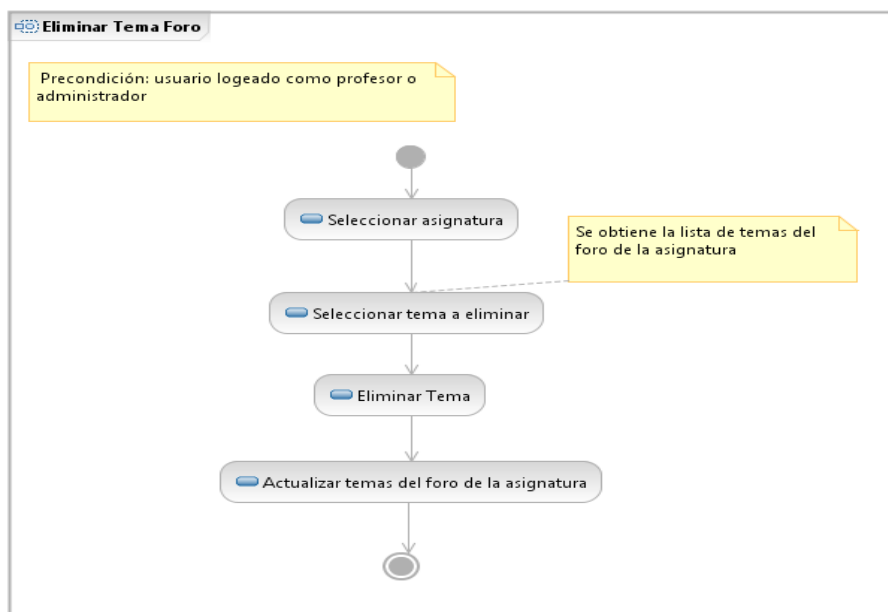 Eliminar Tema Foro
Precondición: usuario logeado como profesor o
administrador
Seleccionar asignatura
Se obtiene la lista de temas del
foro de la asignatura
Seleccionar tema a eliminar
Eliminar Tema
Actualizar temas del foro de la asignatura